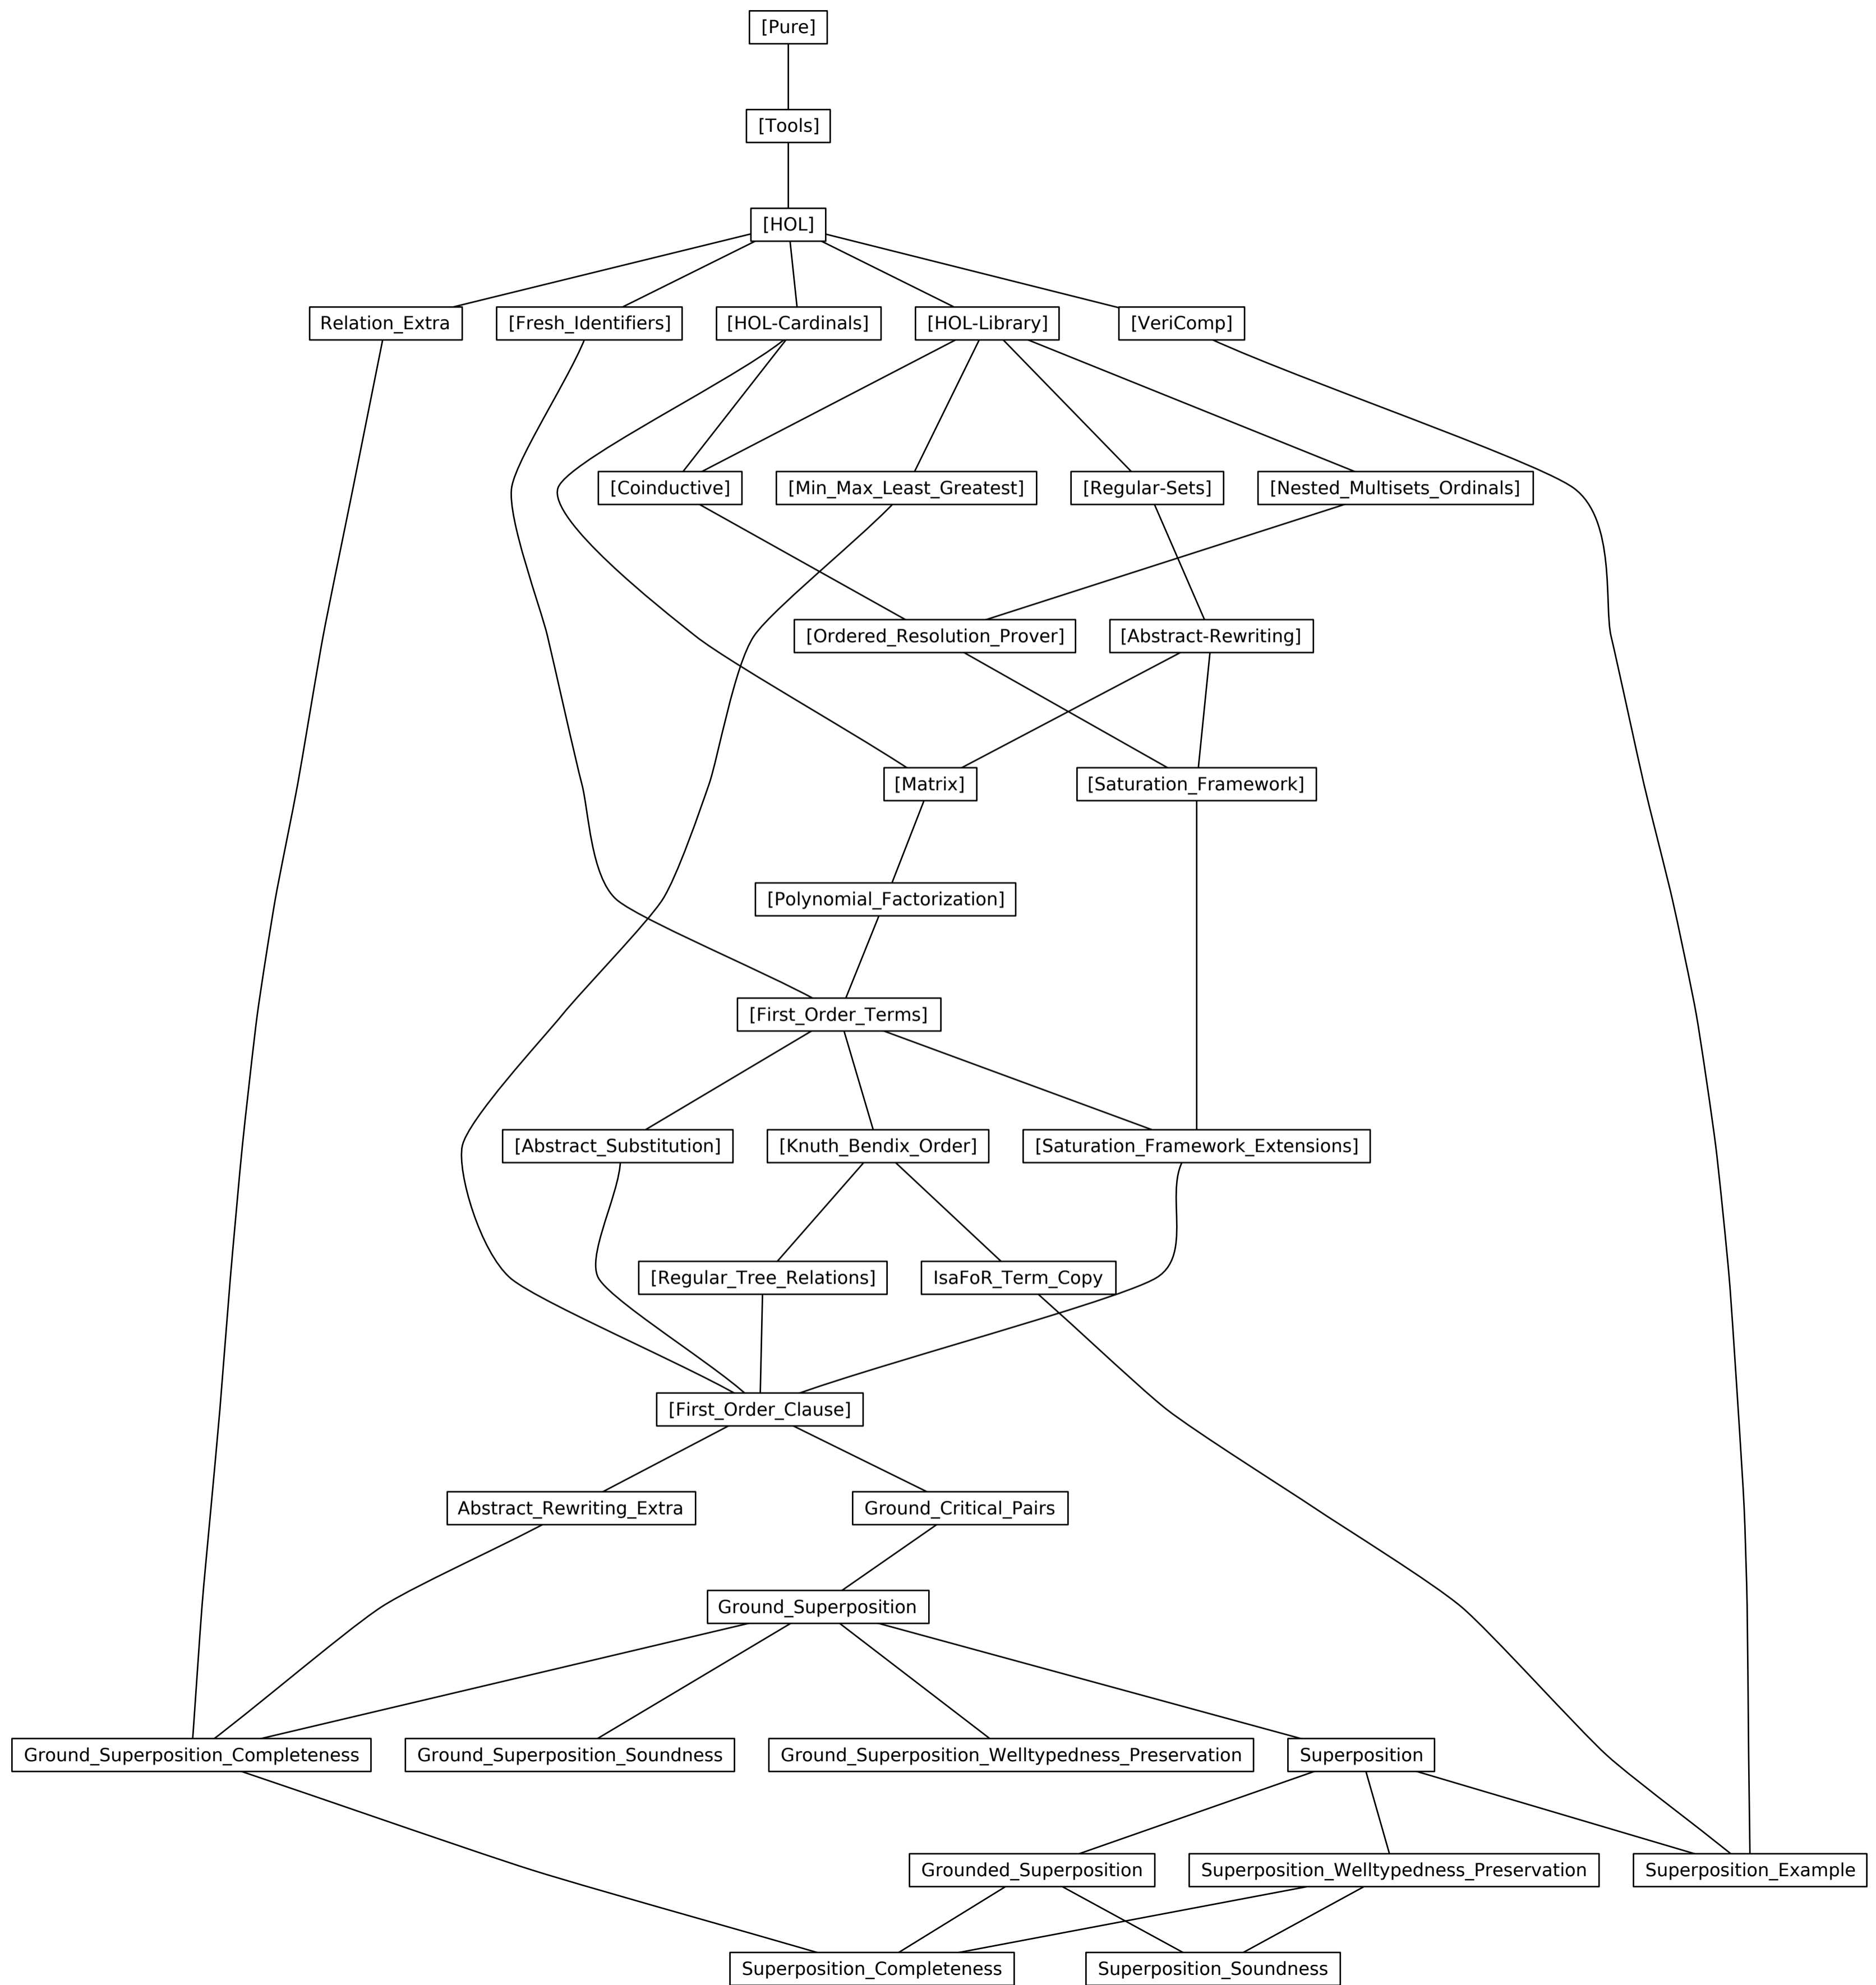 [Pure]
[Tools]
[HOL]
Relation_Extra
[Fresh_Identifiers]
[HOL-Cardinals]
[HOL-Library]
[VeriComp]
[Coinductive]
[Min_Max_Least_Greatest]
[Regular-Sets]
[Nested_Multisets_Ordinals]
[Ordered_Resolution_Prover]
[Abstract-Rewriting]
[Matrix]
[Saturation_Framework]
[Polynomial_Factorization]
[First_Order_Terms]
[Abstract_Substitution]
[Knuth_Bendix_Order]
[Saturation_Framework_Extensions]
[Regular_Tree_Relations]
IsaFoR_Term_Copy
[First_Order_Clause]
Abstract_Rewriting_Extra
Ground_Critical_Pairs
Ground_Superposition
Ground_Superposition_Completeness
Ground_Superposition_Soundness
Ground_Superposition_Welltypedness_Preservation
Superposition
Grounded_Superposition
Superposition_Welltypedness_Preservation
Superposition_Example
Superposition_Completeness
Superposition_Soundness